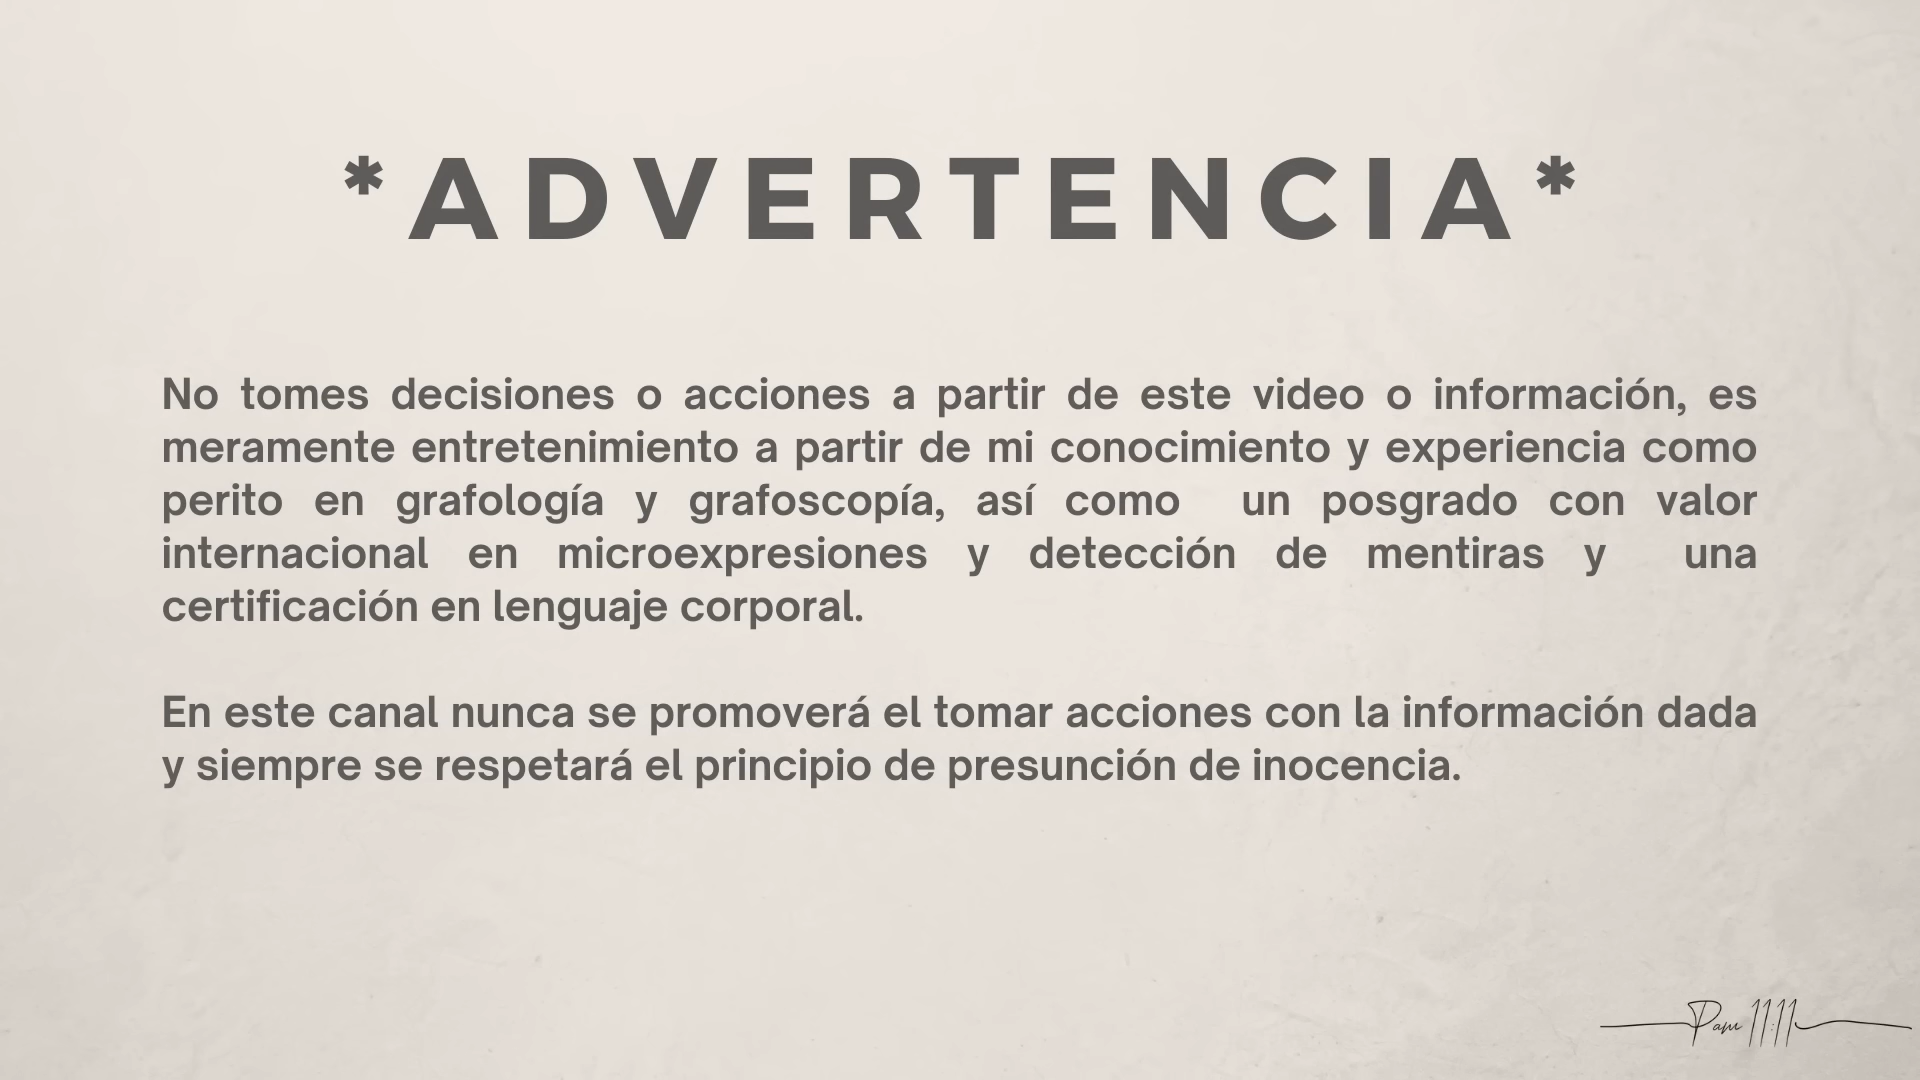 *ADVERTENCIA*
No tomes decisiones o acciones a partir de este video o información, es
meramente entretenimiento a partir de mi conocimiento y experiencia como
perito en grafología y grafoscopía, así como un posgrado con valor
internacional en microexpresiones y detección de mentiras y una
certificación en lenguaje corporal.
En este canal nunca se promoverá el tomar acciones con la información dada
y siempre se respetará el principio de presunción de inocencia.
Pam 11:11